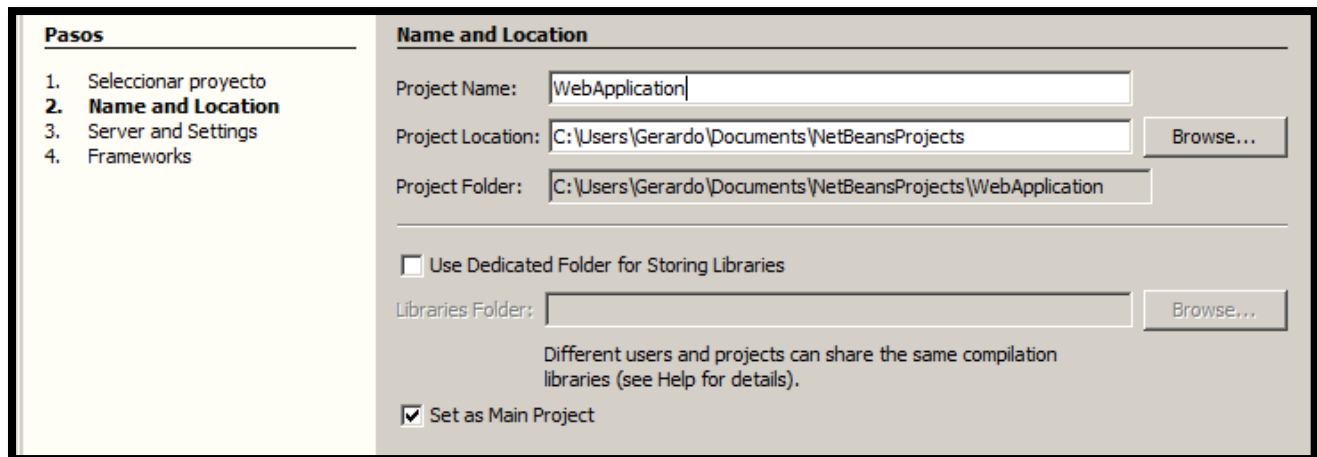 Pasos
1. Seleccionar proyecto
2. Name and Location
3. Server and Settings
4. Frameworks
Name and Location
Project Name: WebApplication
Project Location: C:\Users\Gerardo\Documents\NetBeansProjects Browse...
Project Folder: C:\Users\Gerardo\Documents\NetBeansProjects\WebApplication
Use Dedicated Folder for Storing Libraries
Libraries Folder: Browse...
Different users and projects can share the same compilation
libraries (see Help for details).
Set as Main Project